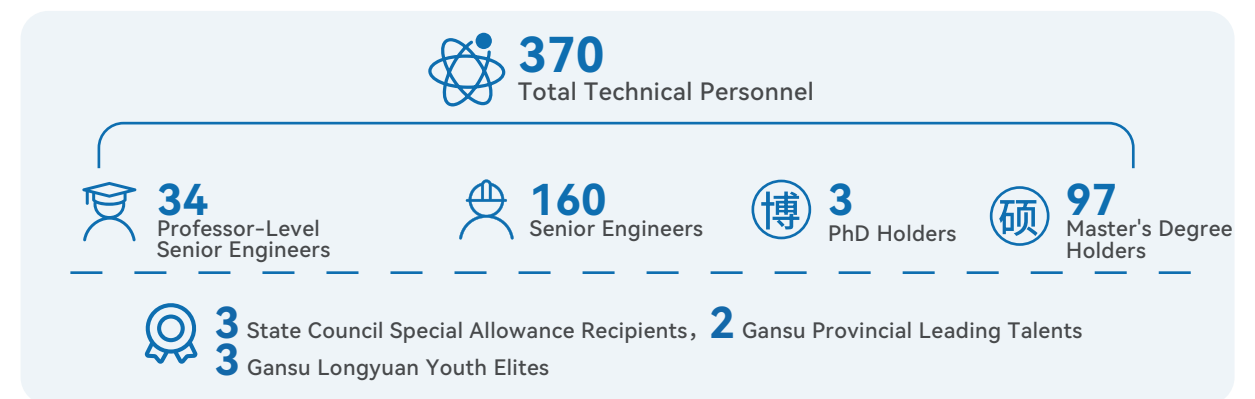 370
Total Technical Personnel
34
Professor-Level
Senior Engineers
160
Senior Engineers
博
3
PhD Holders
硕
97
Master's Degree
Holders
3 State Council Special Allowance Recipients，2 Gansu Provincial Leading Talents
3 Gansu Longyuan Youth Elites